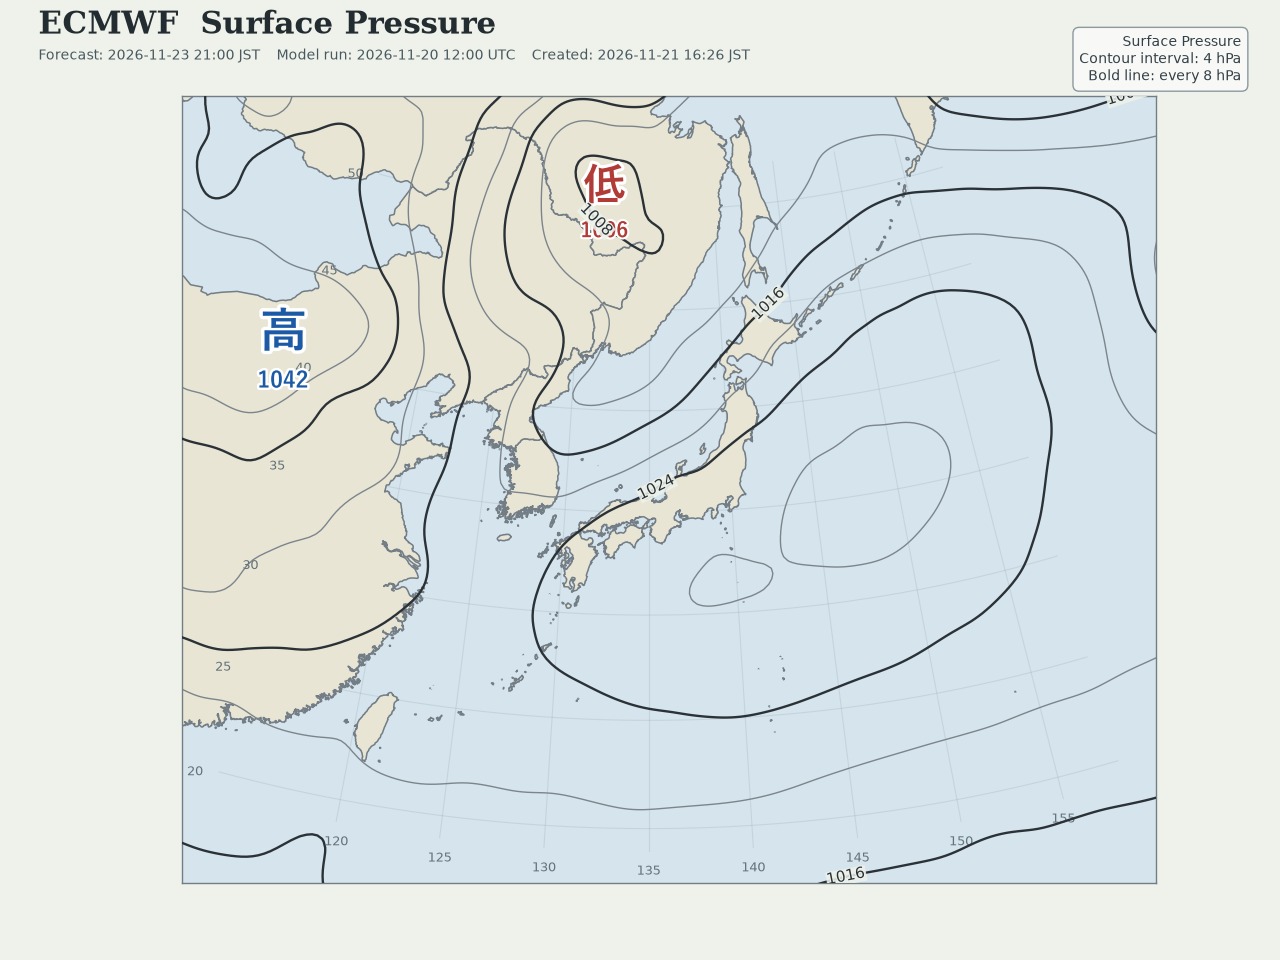 ECMWF  Surface Pressure
Forecast: 2026-11-23 21:00 JST    Model run: 2026-11-20 12:00 UTC    Created: 2026-11-21 16:26 JST
Surface Pressure
Contour interval: 4 hPa
Bold line: every 8 hPa
50
低
1008
45
1016
高
40
1042
35
1024
30
25
20
155
120
150
125
145
130
135
140
1016